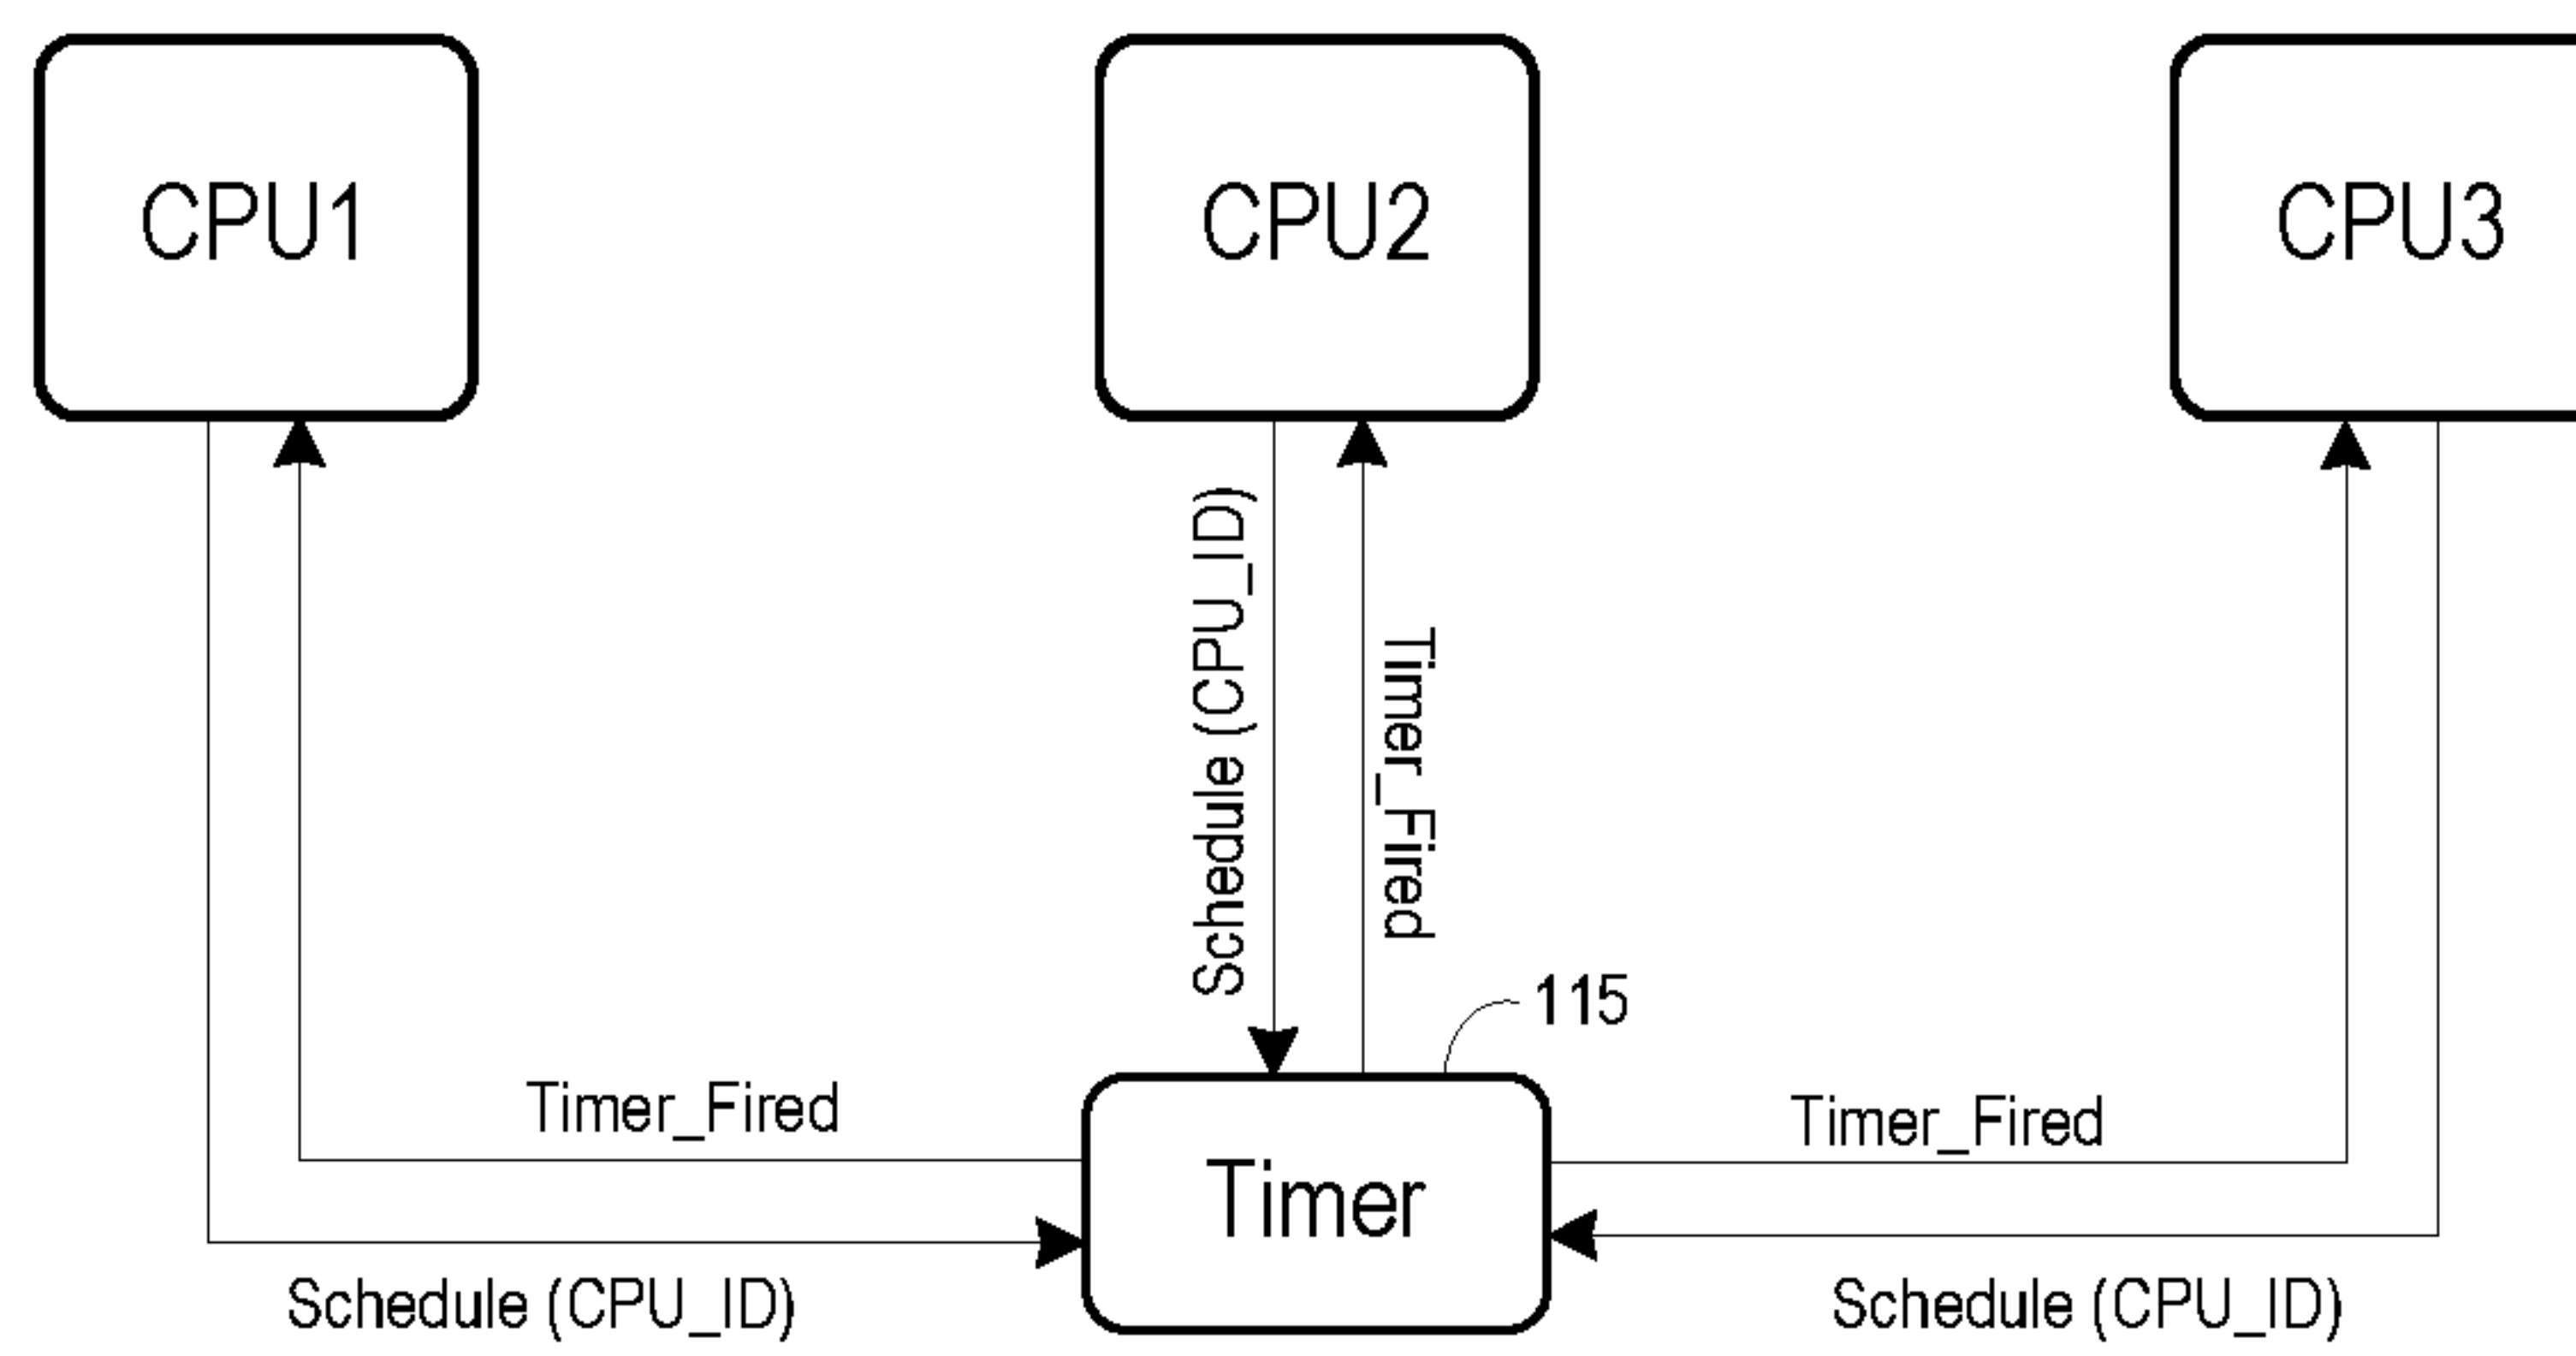 CPU1
CPU2
CPU3
Schedule (CPU_ID)
Timer_Fired
115
Timer_Fired
Timer_Fired
Timer
Schedule (CPU_ID)
Schedule (CPU_ID)